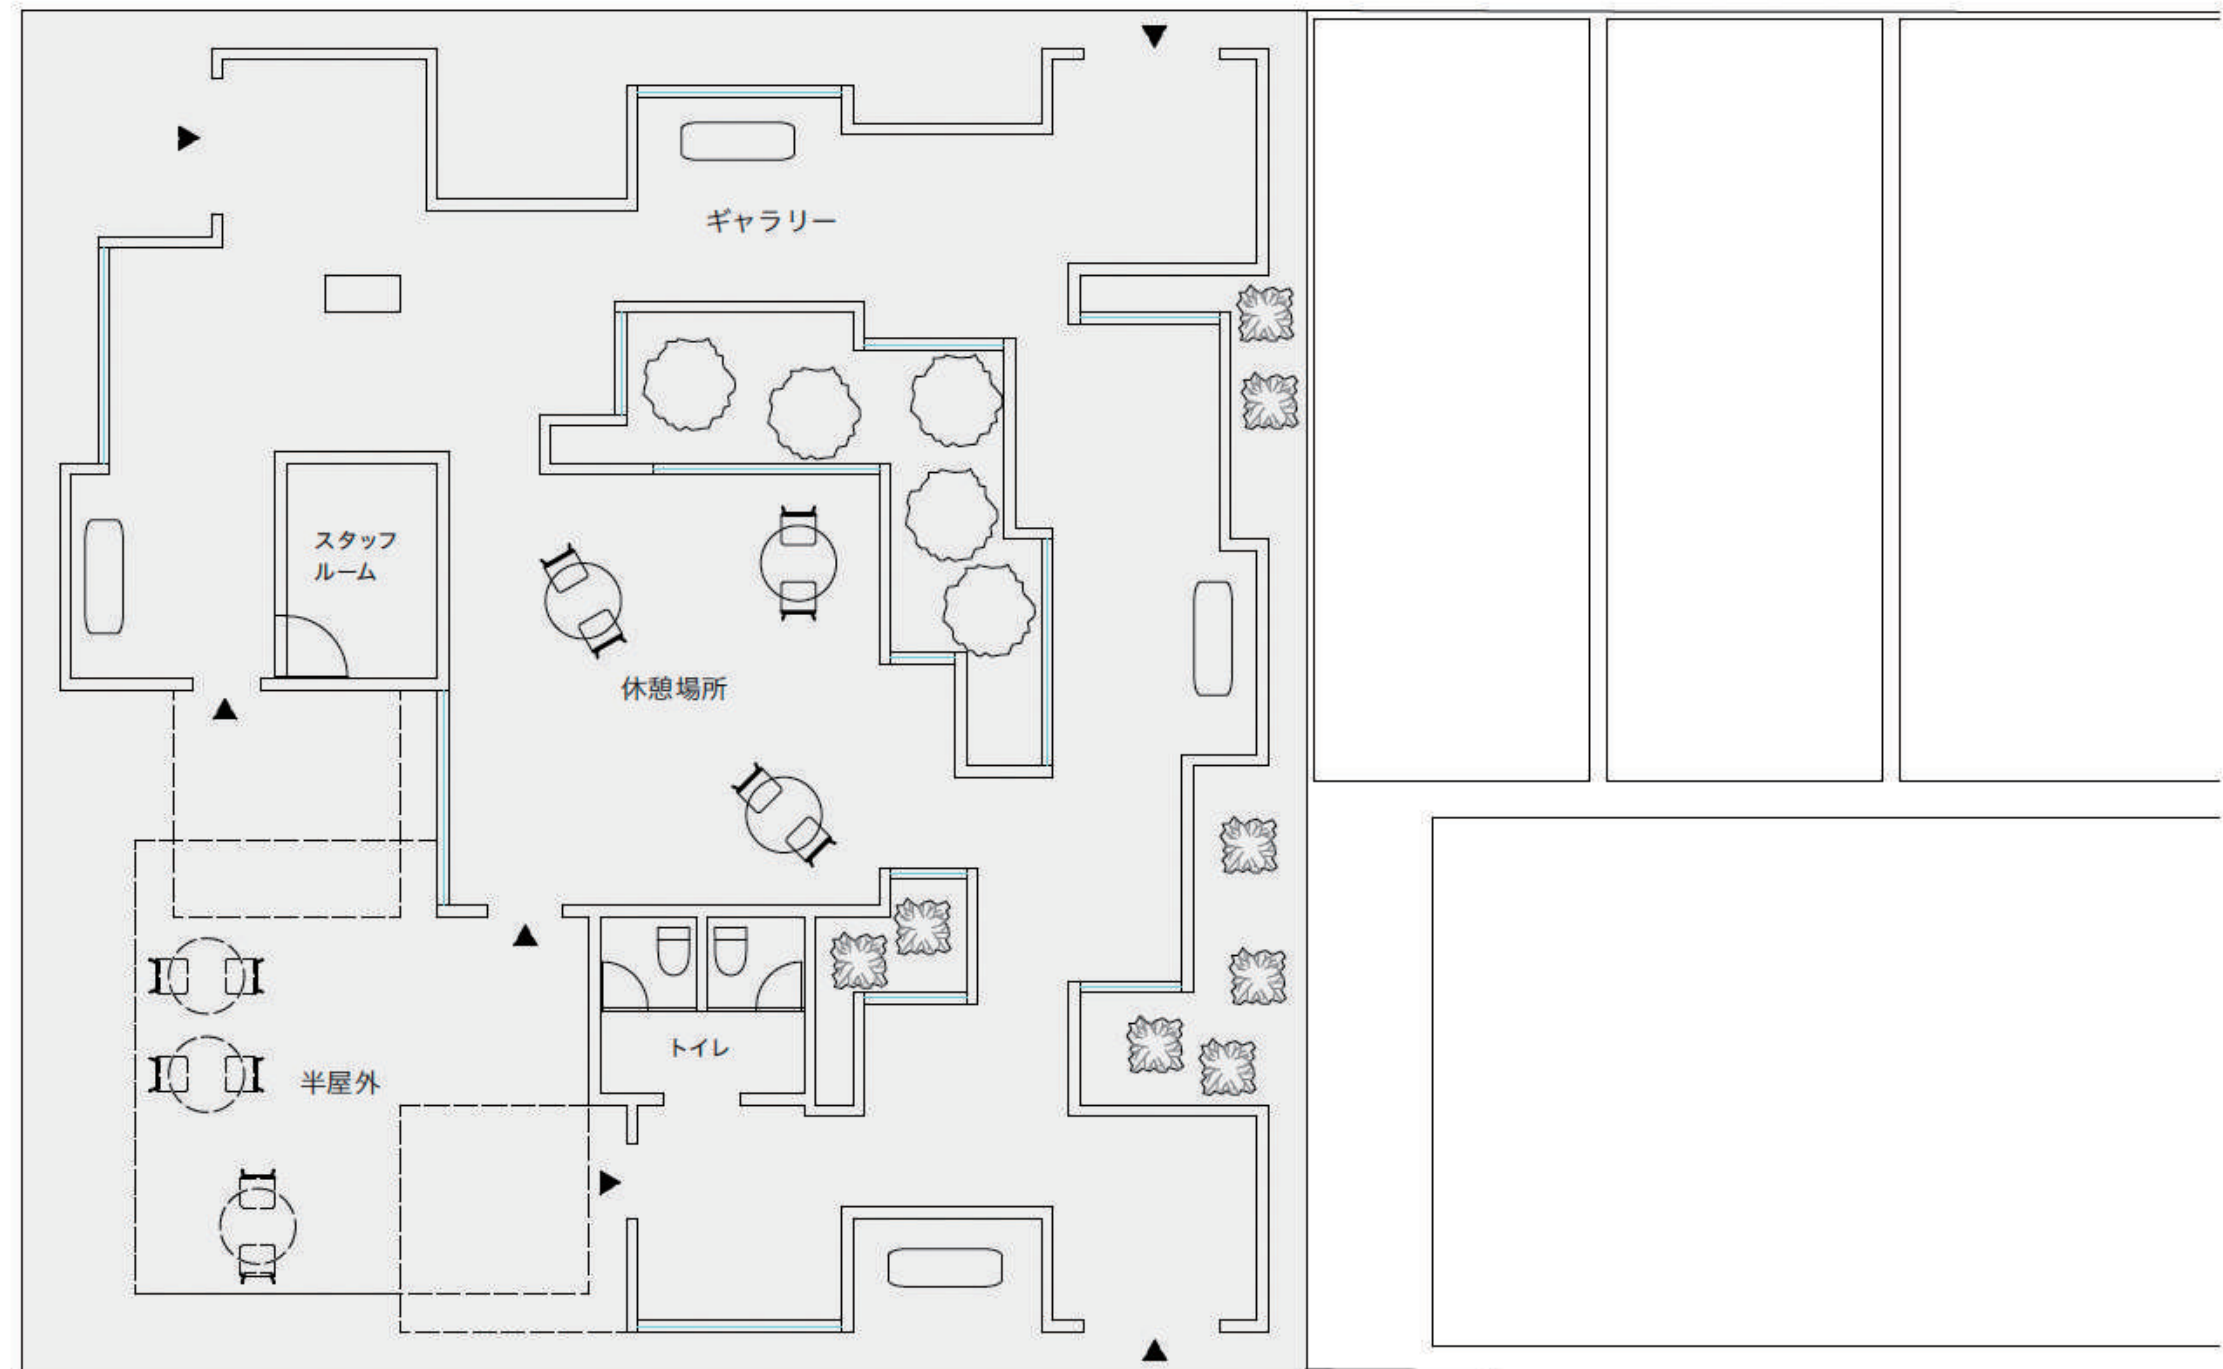 ギャラリー
スタッフ
ルーム
休憩場所
トイレ
半屋外